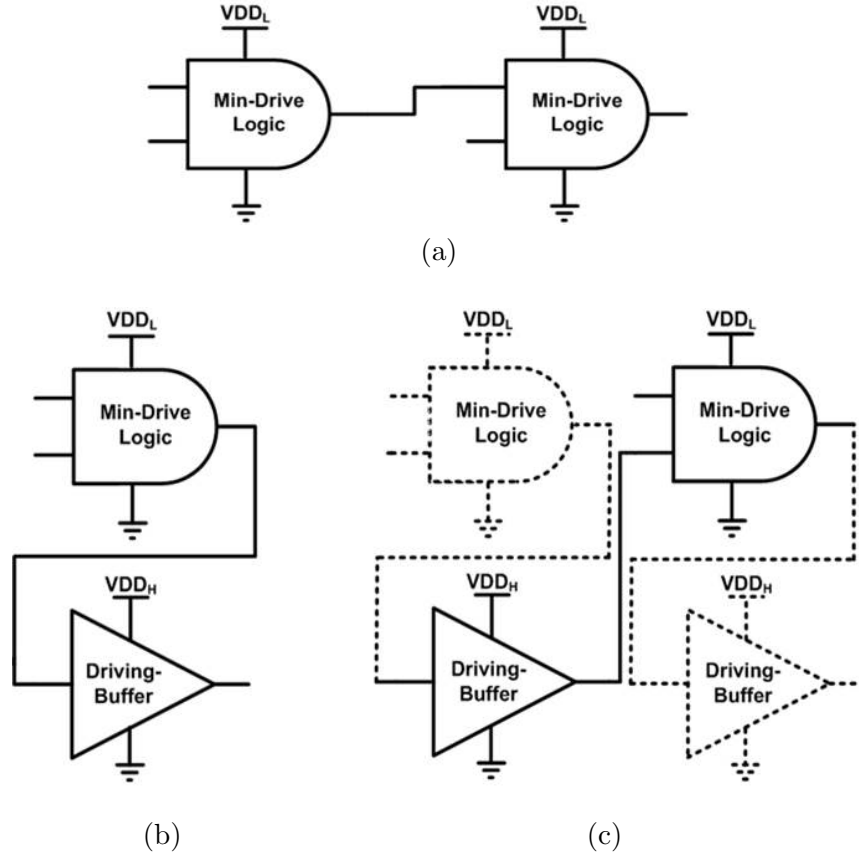 VDDL
VDDL
Min-Drive
Logic
Min-Drive
Logic
(a)
VDDL
Min-Drive
Logic
VDDH
Driving-
Buffer
(b)
VDDL
VDDL
Min-Drive
Logic
Min-Drive
Logic
VDDH
VDDH
Driving-
Buffer
Driving-
Buffer
(c)